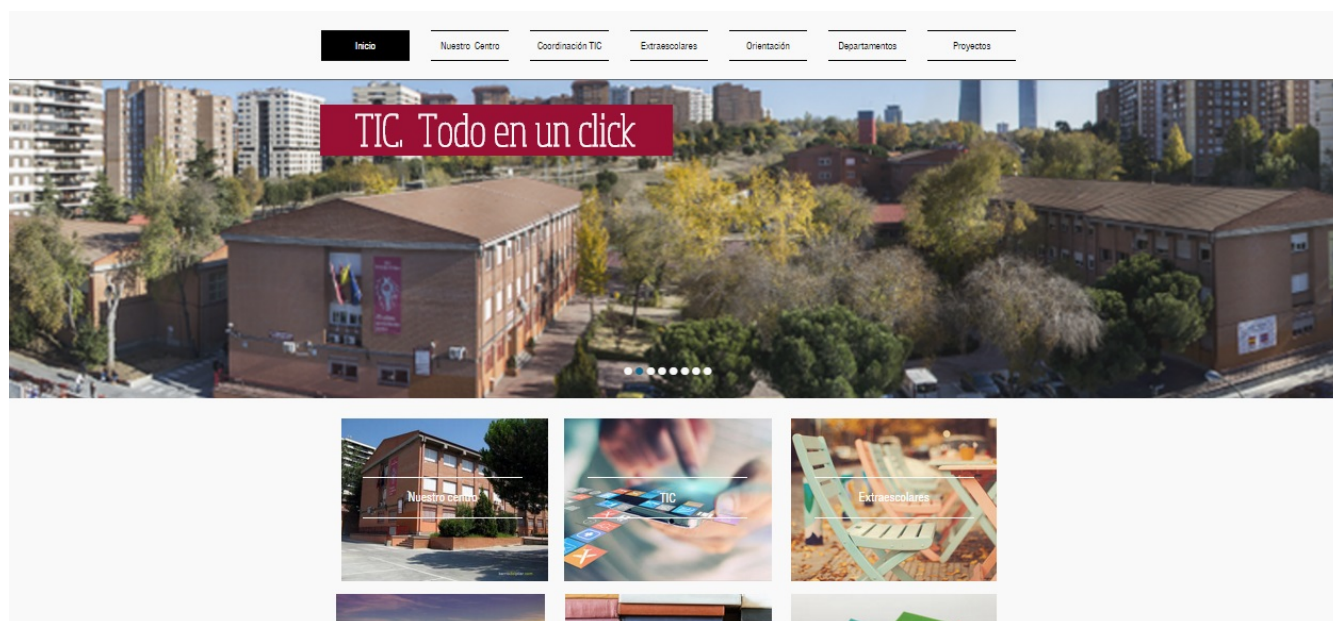 Inicio
Nuestro Centro
Coordinación TIC
Extraescolares
Orientación
Departamentos
Proyectos
TIC. Todo en un click
Nuestro centro
TIC
Extraescolares